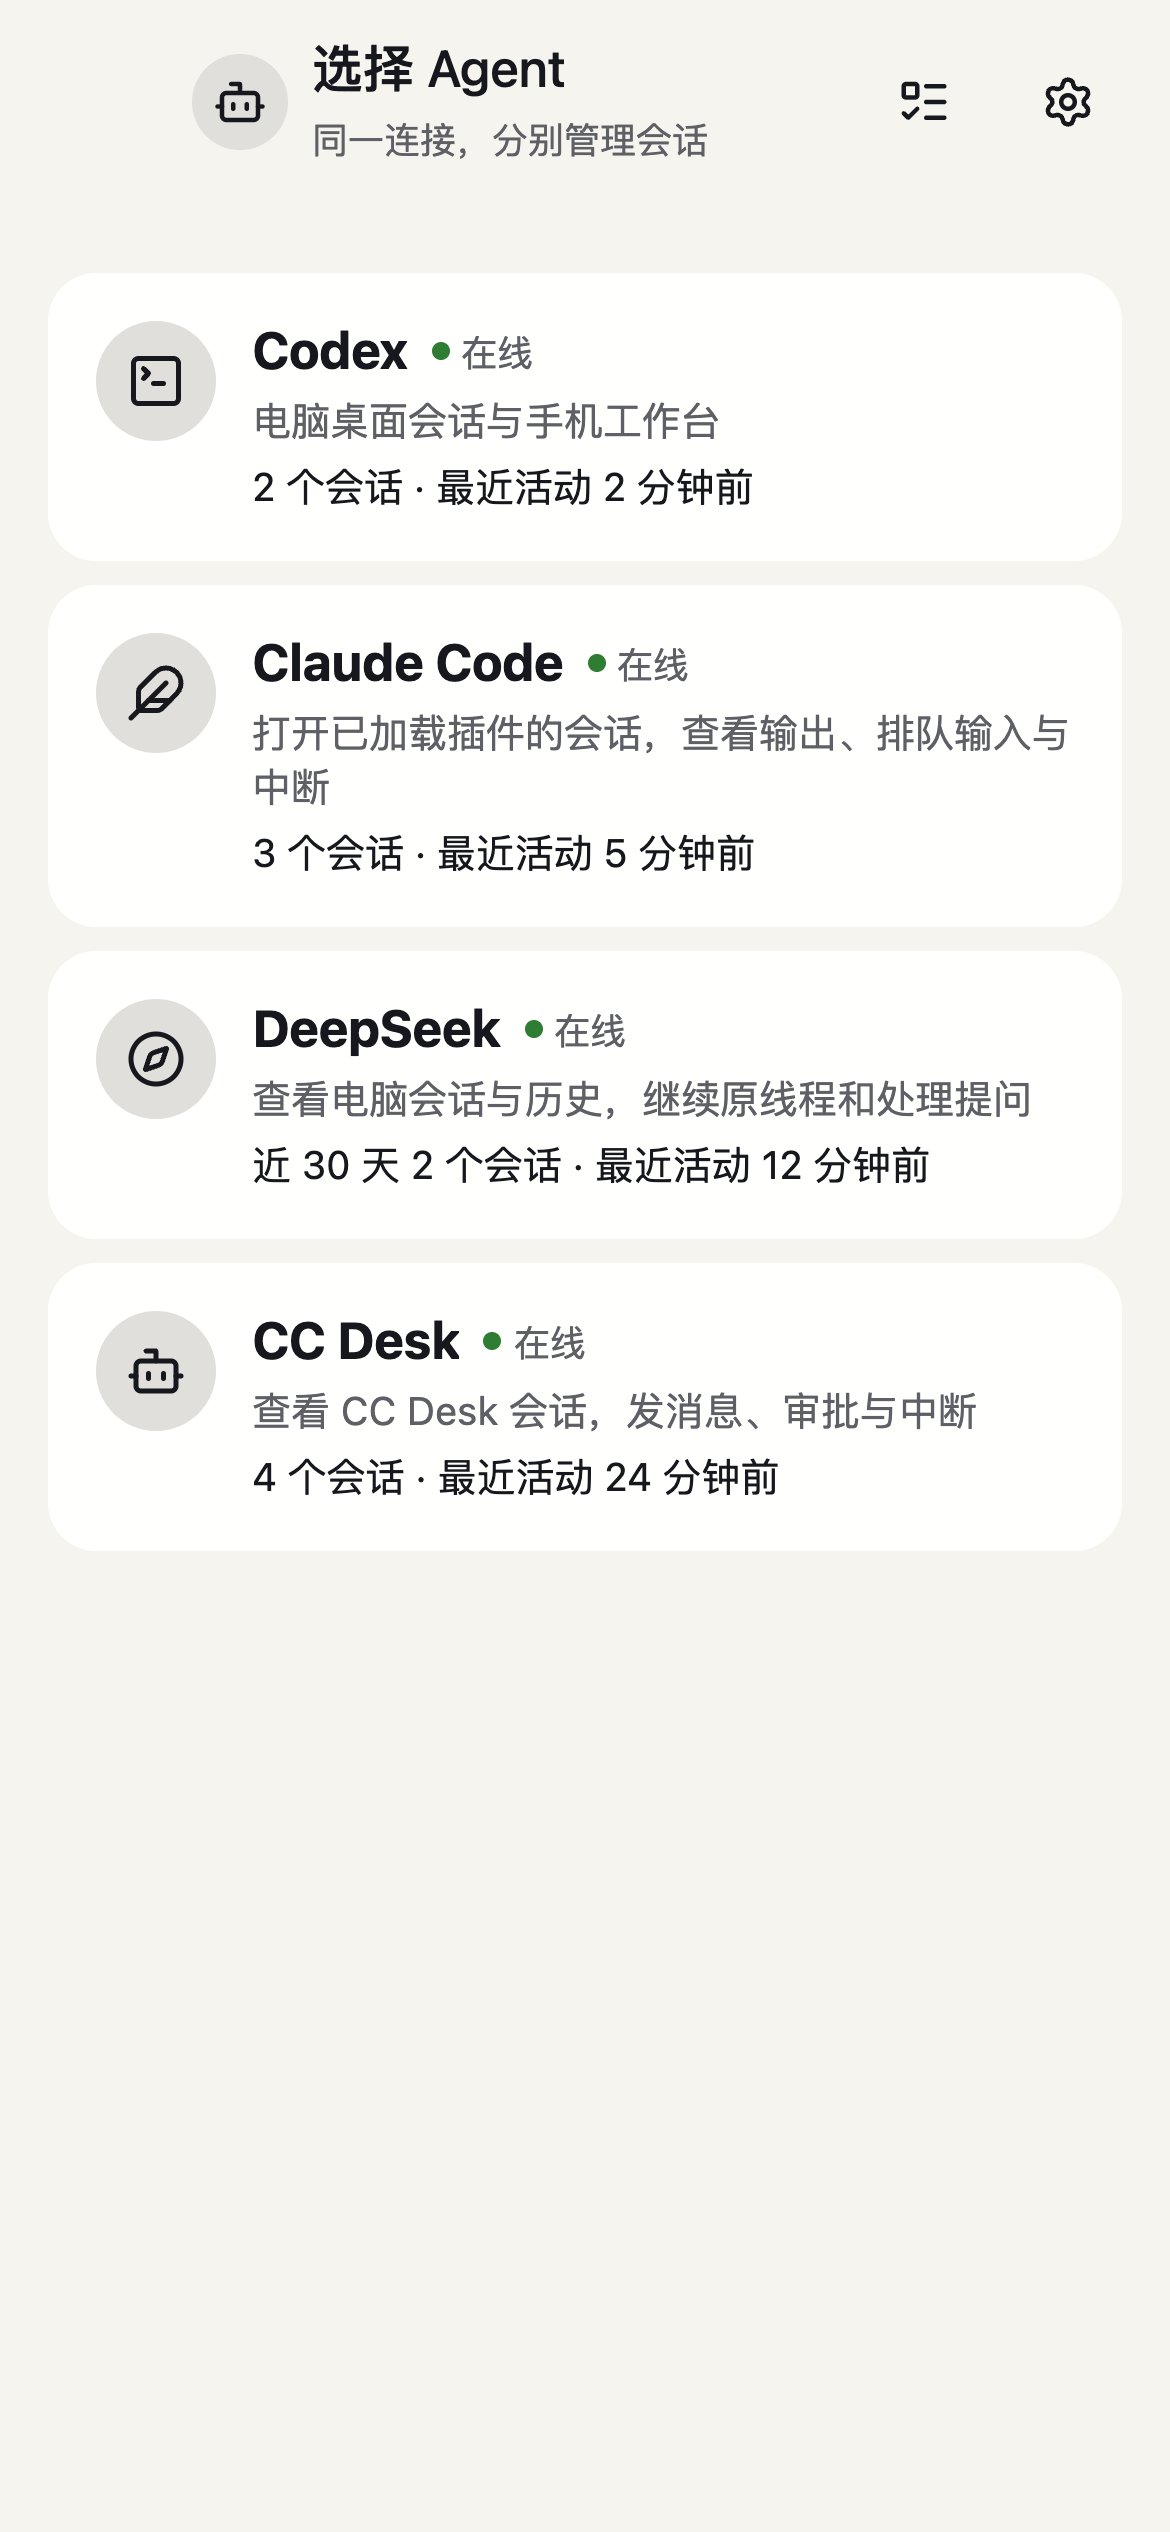 选择 Agent
同一连接，分别管理会话
Codex 在线
电脑桌面会话与手机工作台
2 个会话 · 最近活动 2 分钟前
Claude Code 在线
打开已加载插件的会话，查看输出、排队输入与
中断
3 个会话 · 最近活动 5 分钟前
DeepSeek 在线
查看电脑会话与历史，继续原线程和处理提问
近 30 天 2 个会话 · 最近活动 12 分钟前
CC Desk 在线
查看 CC Desk 会话，发消息、审批与中断
4 个会话 · 最近活动 24 分钟前